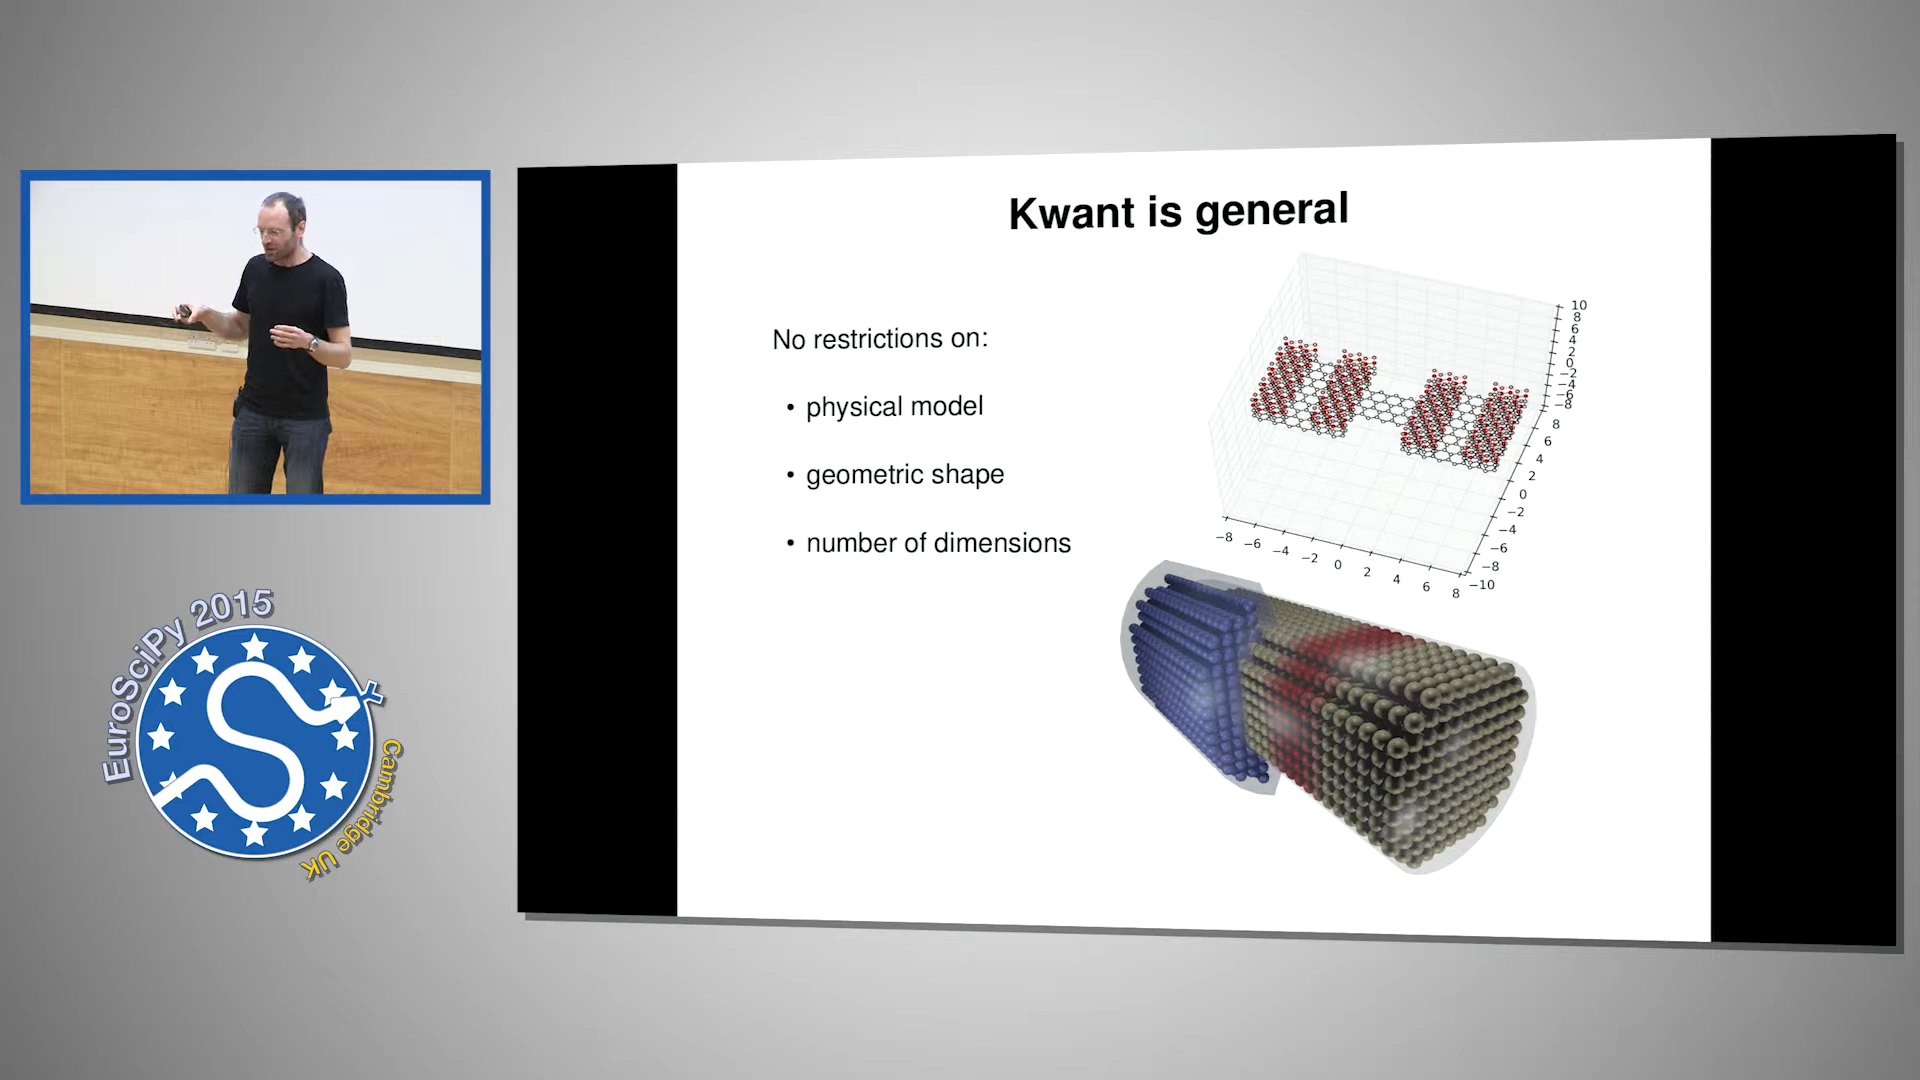 Kwant is general
No restrictions on:
• physical model
• geometric shape
• number of dimensions
10
8
6
4
2
0
−2
−4
−6
−8
8
6
4
2
0
−2
−4
−6
−8
−10
−8 −6 −4 −2 0 2 4 6 8
EuroSciPy 2015
Cambridge UK